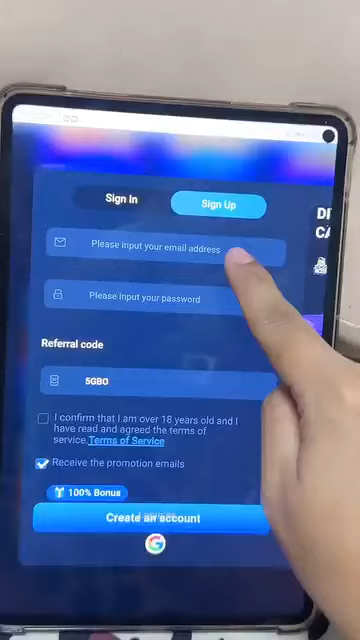 Sign In
Sign Up
Please input your email address
Please input your password
Referral code
5GBO
I confirm that I am over 18 years old and I
have read and agreed the terms of
service.Terms of Service
Receive the promotion emails
100% Bonus
Create an account